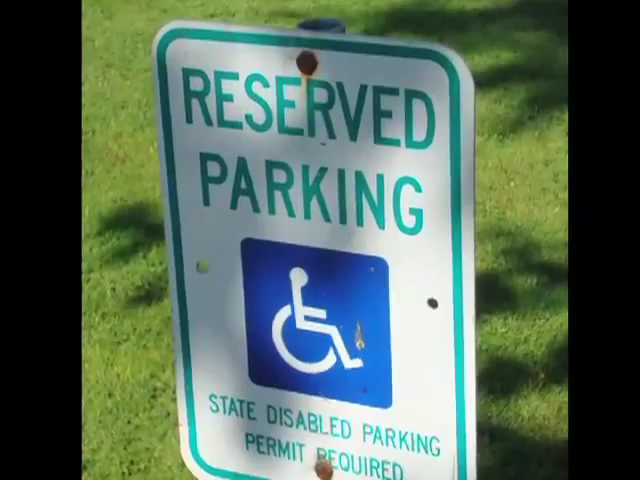 RESERVED
PARKING
STATE DISABLED PARKING
PERMIT REQUIRED